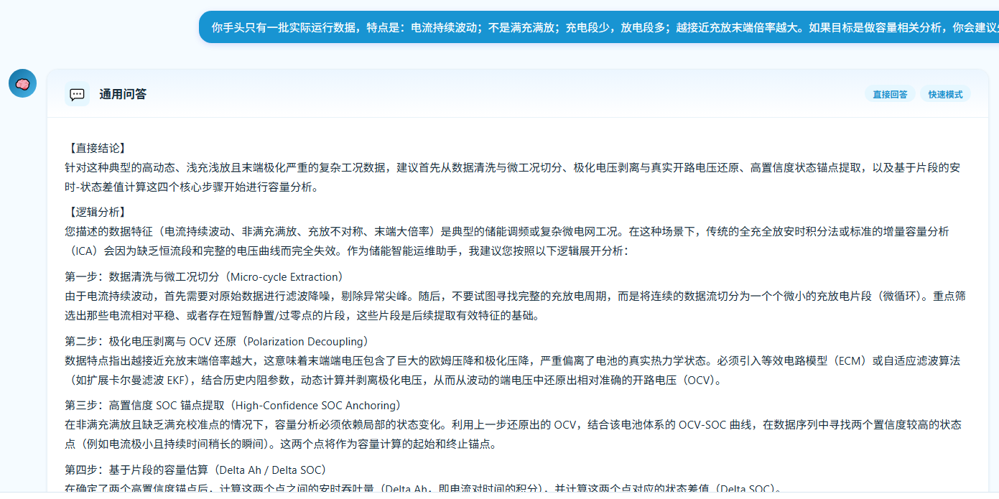 你手头只有一批实际运行数据，特点是：电流持续波动；不是满充满放；充电段少，放电段多；越接近充放末端倍率越大。如果目标是做容量相关分析，你会建议
通用问答
直接回答
快速模式
【直接结论】
针对这种典型的高动态、浅充浅放且末端极化严重的复杂工况数据，建议首先从数据清洗与微工况切分、极化电压剥离与真实开路电压还原、高置信度状态锚点提取，以及基于片段的安
时-状态差值计算这四个核心步骤开始进行容量分析。
【逻辑分析】
您描述的数据特征（电流持续波动、非满充满放、充放不对称、末端大倍率）是典型的储能调频或复杂微电网工况。在这种场景下，传统的全充全放安时积分法或标准的增量容量分析
（ICA）会因为缺乏恒流段和完整的电压曲线而完全失效。作为储能智能运维助手，我建议您按照以下逻辑展开分析：
第一步：数据清洗与微工况切分（Micro-cycle Extraction）
由于电流持续波动，首先需要对原始数据进行滤波降噪，剔除异常尖峰。随后，不要试图寻找完整的充放电周期，而是将连续的数据流切分为一个个微小的充放电片段（微循环）。重点筛
选出那些电流相对平稳、或者存在短暂静置/过零点的片段，这些片段是后续提取有效特征的基础。
第二步：极化电压剥离与 OCV 还原（Polarization Decoupling）
数据特点指出越接近充放末端倍率越大，这意味着末端端电压包含了巨大的欧姆压降和极化压降，严重偏离了电池的真实热力学状态。必须引入等效电路模型（ECM）或自适应滤波算法
（如扩展卡尔曼滤波 EKF），结合历史内阻参数，动态计算并剥离极化电压，从而从波动的端电压中还原出相对准确的开路电压（OCV）。
第三步：高置信度 SOC 锚点提取（High-Confidence SOC Anchoring）
在非满充满放且缺乏满充校准点的情况下，容量分析必须依赖局部的状态变化。利用上一步还原出的 OCV，结合该电池体系的 OCV-SOC 曲线，在数据序列中寻找两个置信度较高的状态
点（例如电流极小且持续时间稍长的瞬间）。这两个点将作为容量计算的起始和终止锚点。
第四步：基于片段的容量估算（Delta Ah / Delta SOC）
在确定了两个高置信度锚点后，计算这两个点之间的安时吞吐量（Delta Ah，即电流对时间的积分），并计算这两个点对应的状态差值（Delta SOC）。